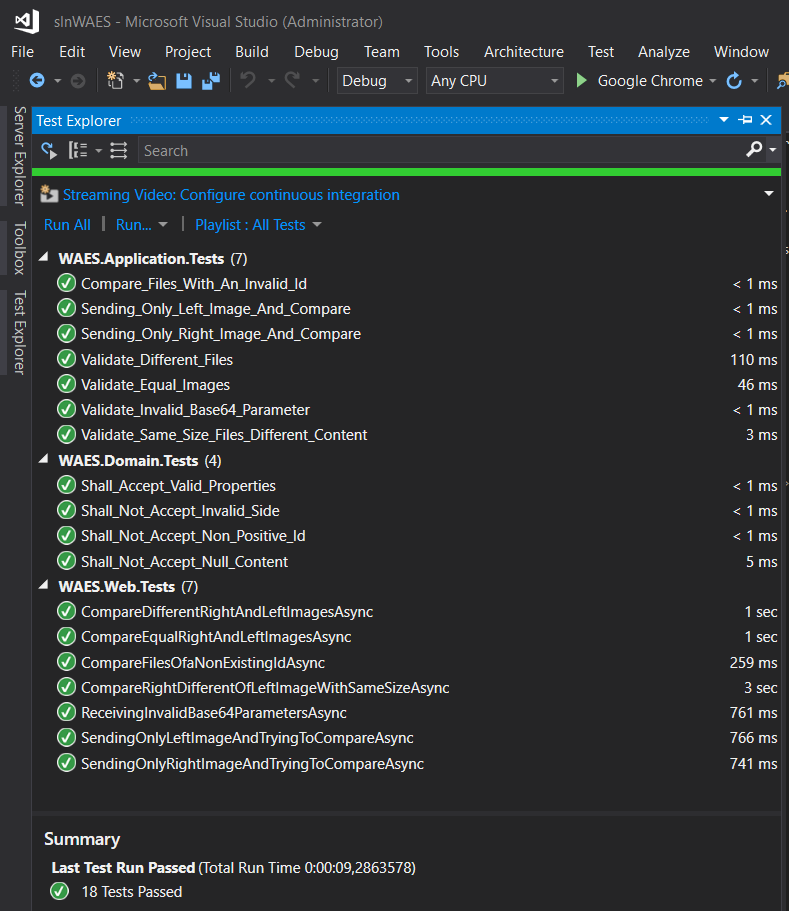 slnWAES - Microsoft Visual Studio (Administrator)
File Edit View Project Build Debug Team Tools Architecture Test Analyze Window
Debug Any CPU Google Chrome
Server Explorer
Toolbox
Test Explorer
Test Explorer
Search
Streaming Video: Configure continuous integration
Run All | Run... | Playlist : All Tests
WAES.Application.Tests (7)
Compare_Files_With_An_Invalid_Id < 1 ms
Sending_Only_Left_Image_And_Compare < 1 ms
Sending_Only_Right_Image_And_Compare < 1 ms
Validate_Different_Files 110 ms
Validate_Equal_Images 46 ms
Validate_Invalid_Base64_Parameter < 1 ms
Validate_Same_Size_Files_Different_Content 3 ms
WAES.Domain.Tests (4)
Shall_Accept_Valid_Properties < 1 ms
Shall_Not_Accept_Invalid_Side < 1 ms
Shall_Not_Accept_Non_Positive_Id < 1 ms
Shall_Not_Accept_Null_Content 5 ms
WAES.Web.Tests (7)
CompareDifferentRightAndLeftImagesAsync 1 sec
CompareEqualRightAndLeftImagesAsync 1 sec
CompareFilesOfaNonExistingIdAsync 259 ms
CompareRightDifferentOfLeftImageWithSameSizeAsync 3 sec
ReceivingInvalidBase64ParametersAsync 761 ms
SendingOnlyLeftImageAndTryingToCompareAsync 766 ms
SendingOnlyRightImageAndTryingToCompareAsync 741 ms
Summary
Last Test Run Passed (Total Run Time 0:00:09,2863578)
18 Tests Passed